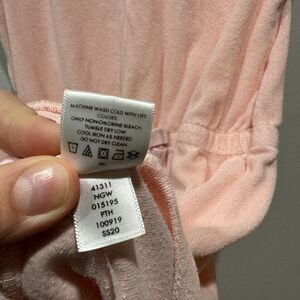 MACHINE WASH COLD WITH LIKE
COLORS.
ONLY NON-CHLORINE BLEACH,
TUMBLE DRY LOW
COOL IRON AS NEEDED
DO NOT DRY CLEAN
41311
NGW
015195
PTH
100919
SS20